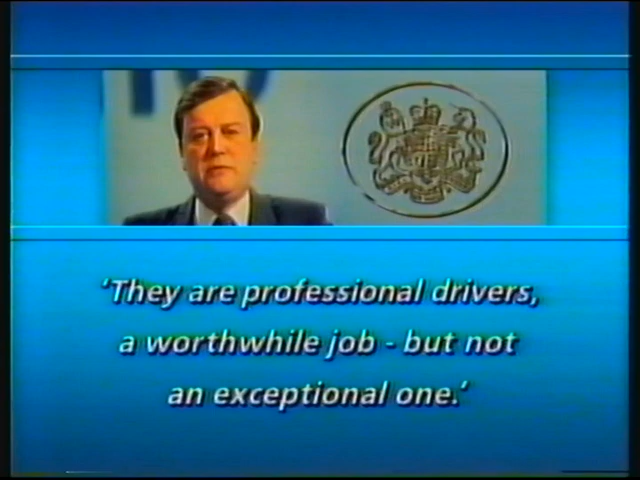 'They are professional drivers,
a worthwhile job - but not
an exceptional one.'